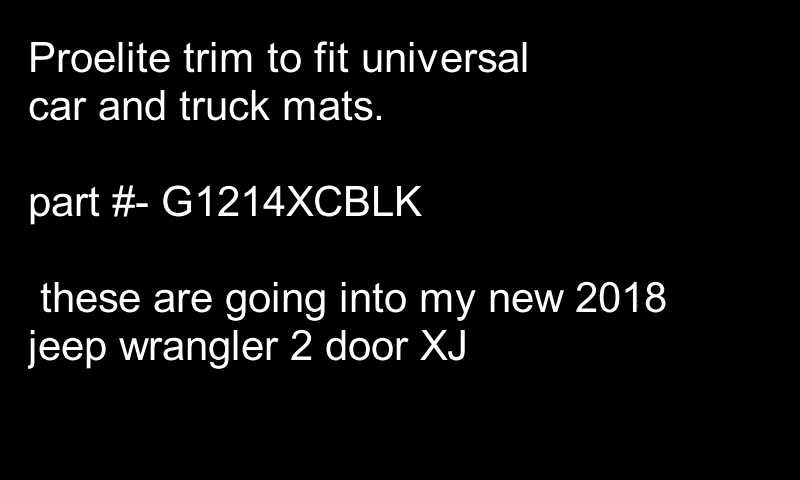 Proelite trim to fit universal
car and truck mats.
part #- G1214XCBLK
these are going into my new 2018
jeep wrangler 2 door XJ